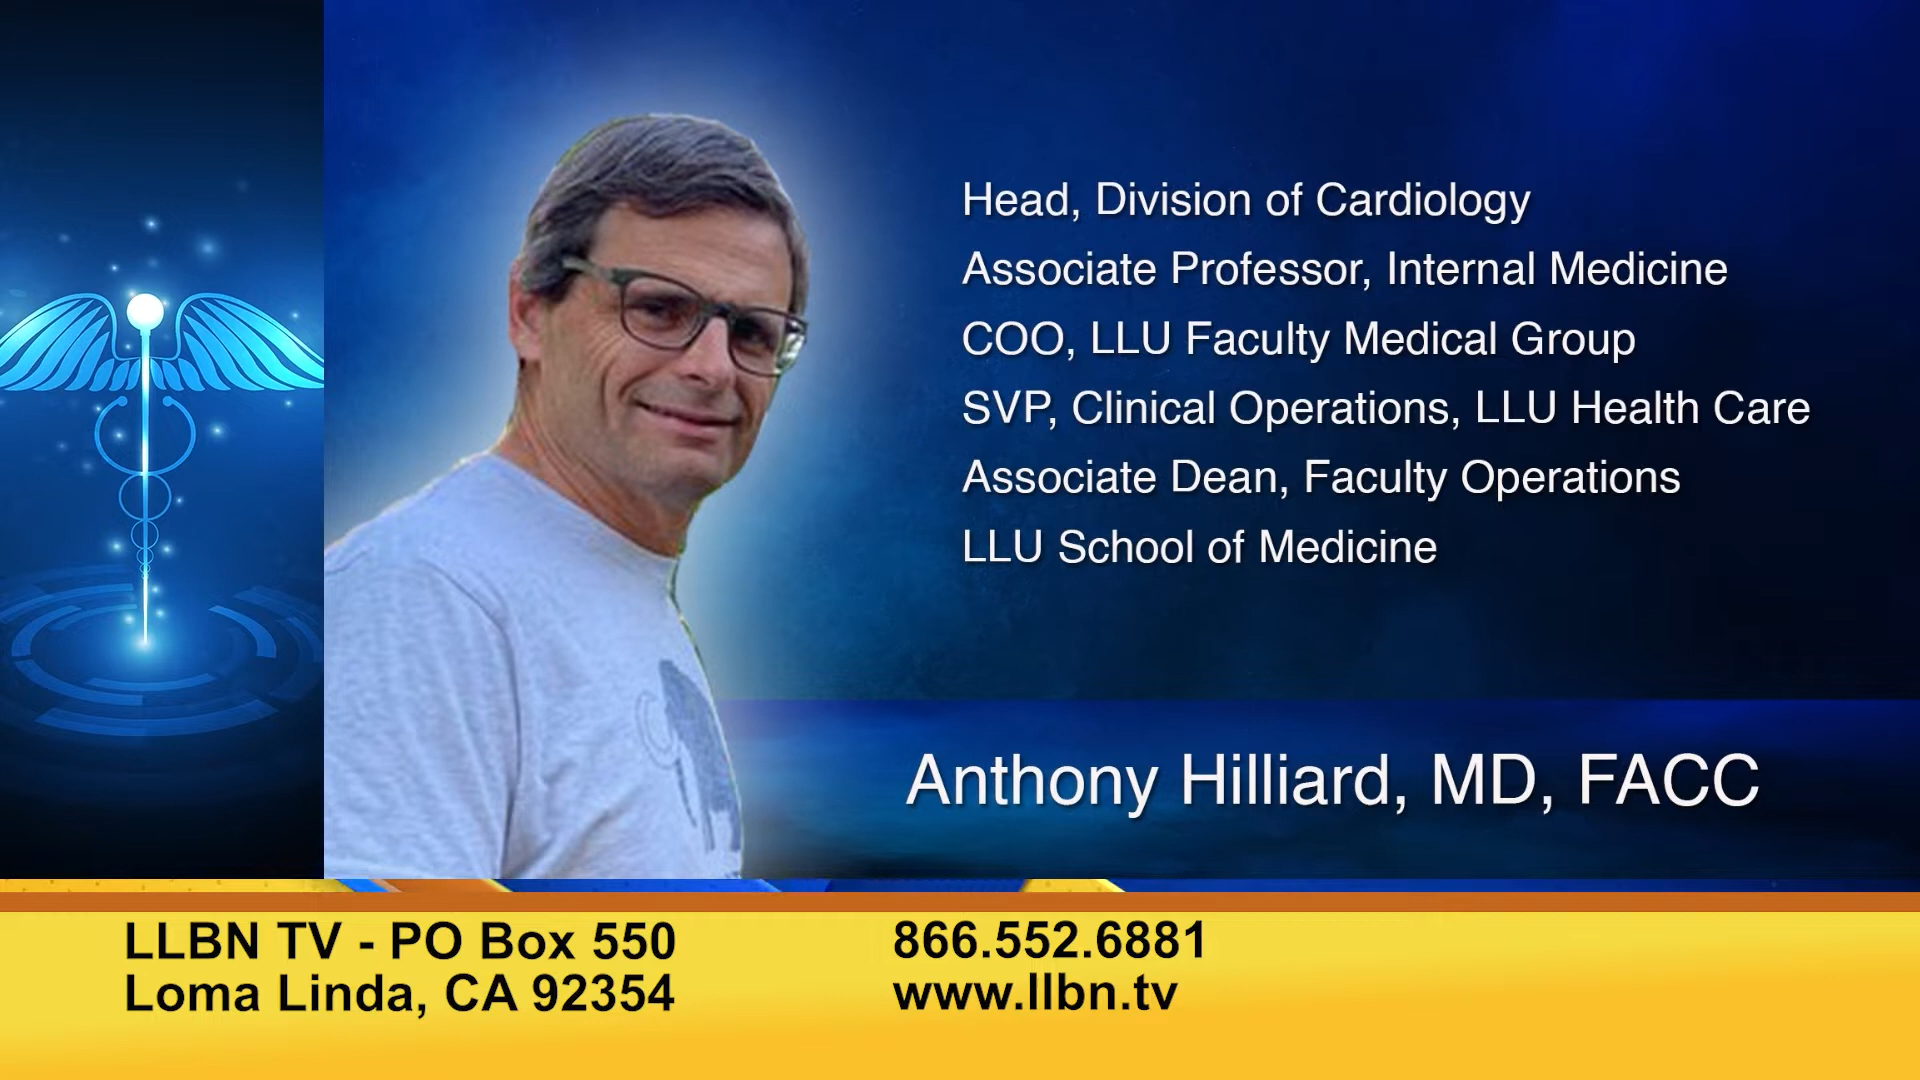 Head, Division of Cardiology
Associate Professor, Internal Medicine
COO, LLU Faculty Medical Group
SVP, Clinical Operations, LLU Health Care
Associate Dean, Faculty Operations
LLU School of Medicine
Anthony Hilliard, MD, FACC
LLBN TV - PO Box 550
Loma Linda, CA 92354
866.552.6881
www.llbn.tv